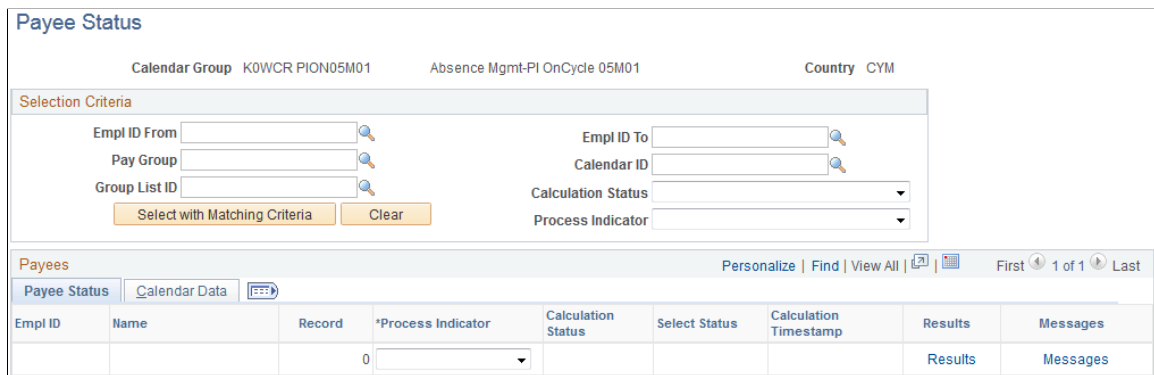 Payee Status
Calendar Group K0WCR PION05M01 Absence Mgmt-PI OnCycle 05M01 Country CYM
Selection Criteria
Empl ID From Empl ID To
Pay Group Calendar ID
Group List ID Calculation Status
Select with Matching Criteria Clear Process Indicator
Payees Personalize | Find | View All | | First 1 of 1 Last
Payee Status Calendar Data
Empl ID Name Record *Process Indicator Calculation Status Select Status Calculation Timestamp Results Messages
0 Results Messages